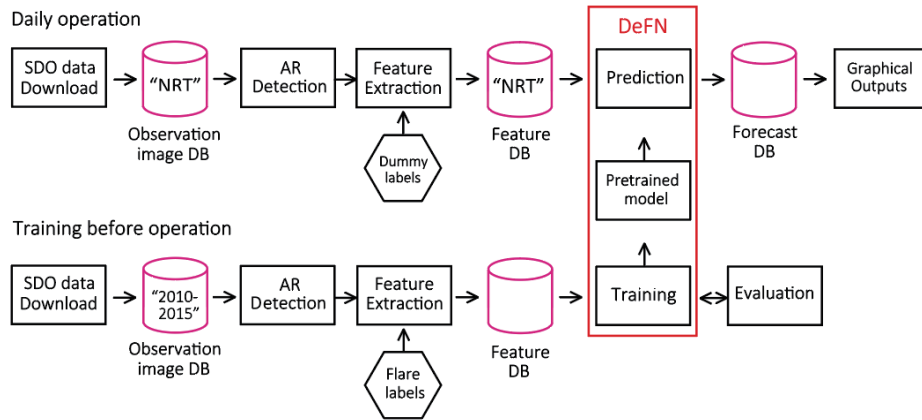 Daily operation
DeFN
SDO data
Download
“NRT”
AR
Detection
Feature
Extraction
“NRT”
Prediction
Graphical
Outputs
Observation
image DB
Dummy
labels
Feature
DB
Forecast
DB
Pretrained
model
Training before operation
SDO data
Download
“2010-
2015”
AR
Detection
Feature
Extraction
Training
Evaluation
Observation
image DB
Flare
labels
Feature
DB